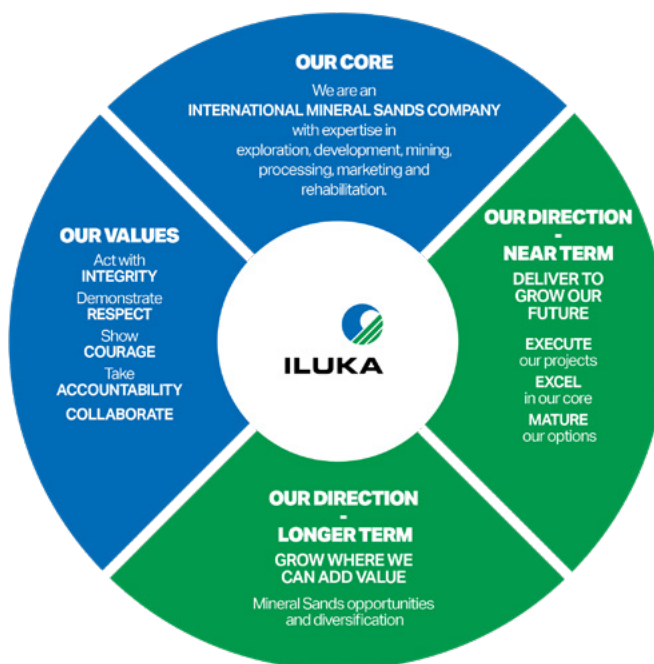 OUR CORE
We are an
INTERNATIONAL MINERAL SANDS COMPANY
with expertise in
exploration, development, mining,
processing, marketing and
rehabilitation.
OUR DIRECTION
-
NEAR TERM
DELIVER TO
GROW OUR
FUTURE
EXECUTE
our projects
EXCEL
in our core
MATURE
our options
OUR DIRECTION
-
LONGER TERM
GROW WHERE WE
CAN ADD VALUE
Mineral Sands opportunities
and diversification
OUR VALUES
Act with
INTEGRITY
Demonstrate
RESPECT
Show
COURAGE
Take
ACCOUNTABILITY
COLLABORATE
ILUKA